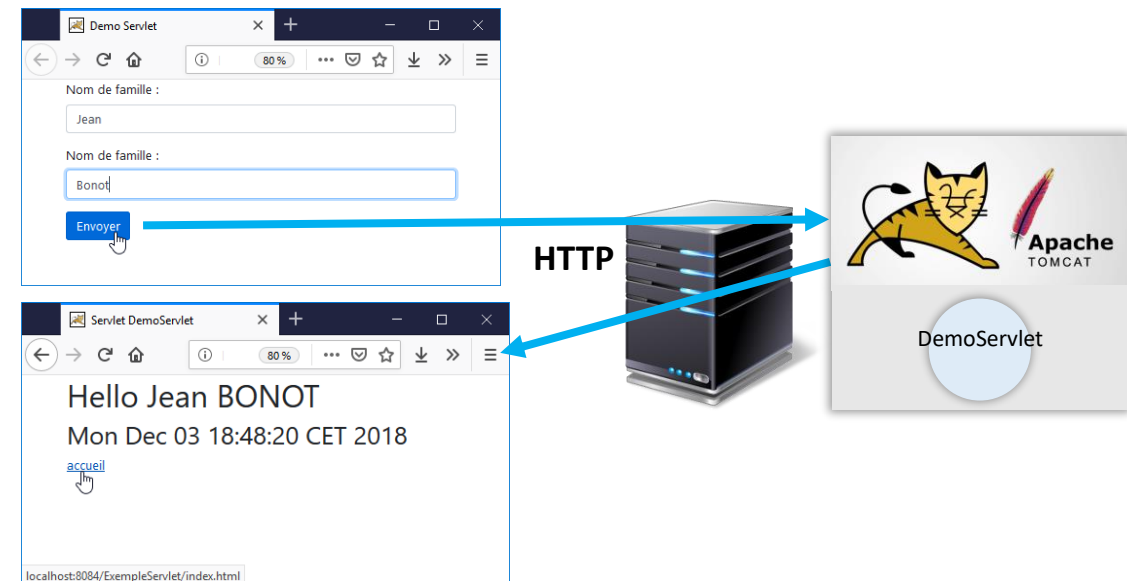 Demo Servlet
80 %
Nom de famille :
Jean
Nom de famille :
Bonot
Envoyer
HTTP
Apache
TOMCAT
DemoServlet
Servlet DemoServlet
80 %
Hello Jean BONOT
Mon Dec 03 18:48:20 CET 2018
accueil
localhost:8084/ExempleServlet/index.html